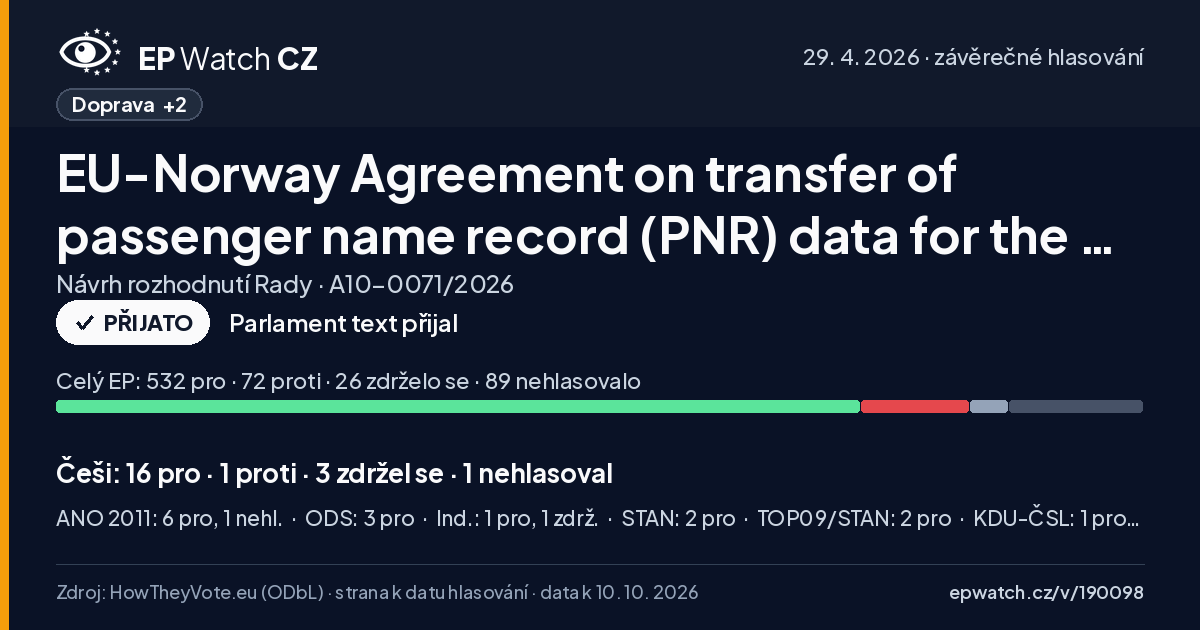 EP Watch CZ
29. 4. 2026 · závěrečné hlasování
Doprava +2
EU–Norway Agreement on transfer of
passenger name record (PNR) data for the …
Návrh rozhodnutí Rady · A10–0071/2026
✓ PŘIJATO Parlament text přijal
Celý EP: 532 pro · 72 proti · 26 zdrželo se · 89 nehlasovalo
Češi: 16 pro · 1 proti · 3 zdržel se · 1 nehlasoval
ANO 2011: 6 pro, 1 nehl. · ODS: 3 pro · Ind.: 1 pro, 1 zdrž. · STAN: 2 pro · TOP09/STAN: 2 pro · KDU-ČSL: 1 pro…
Zdroj: HowTheyVote.eu (ODbL) · strana k datu hlasování · data k 10. 10. 2026
epwatch.cz/v/190098